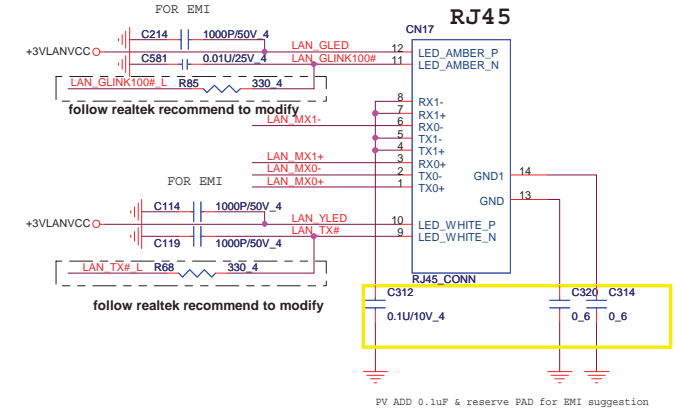 FOR EMI
RJ45
C214 1000P/50V_4
CN17
+3VLANVCC
LAN_GLED
12 LED_AMBER_P
C581 0.01U/25V_4
LAN_GLINK100#
11 LED_AMBER_N
LAN_GLINK100#_L R85 330_4
follow realtek recommend to modify
8 RX1-
7 RX1+
LAN_MX1- 6 RX0-
5 TX1-
4 TX1+
LAN_MX1+ 3 RX0+
LAN_MX0- 2 TX0-
LAN_MX0+ 1 TX0+
GND1 14
GND 13
FOR EMI
C114 1000P/50V_4
+3VLANVCC
LAN_YLED
10 LED_WHITE_P
LAN_TX#
9 LED_WHITE_N
C119 1000P/50V_4
LAN_TX#_L R68 330_4
RJ45_CONN
follow realtek recommend to modify
C312 C320 C314
0.1U/10V_4 0_6 0_6
PV ADD 0.1uF & reserve PAD for EMI suggestion